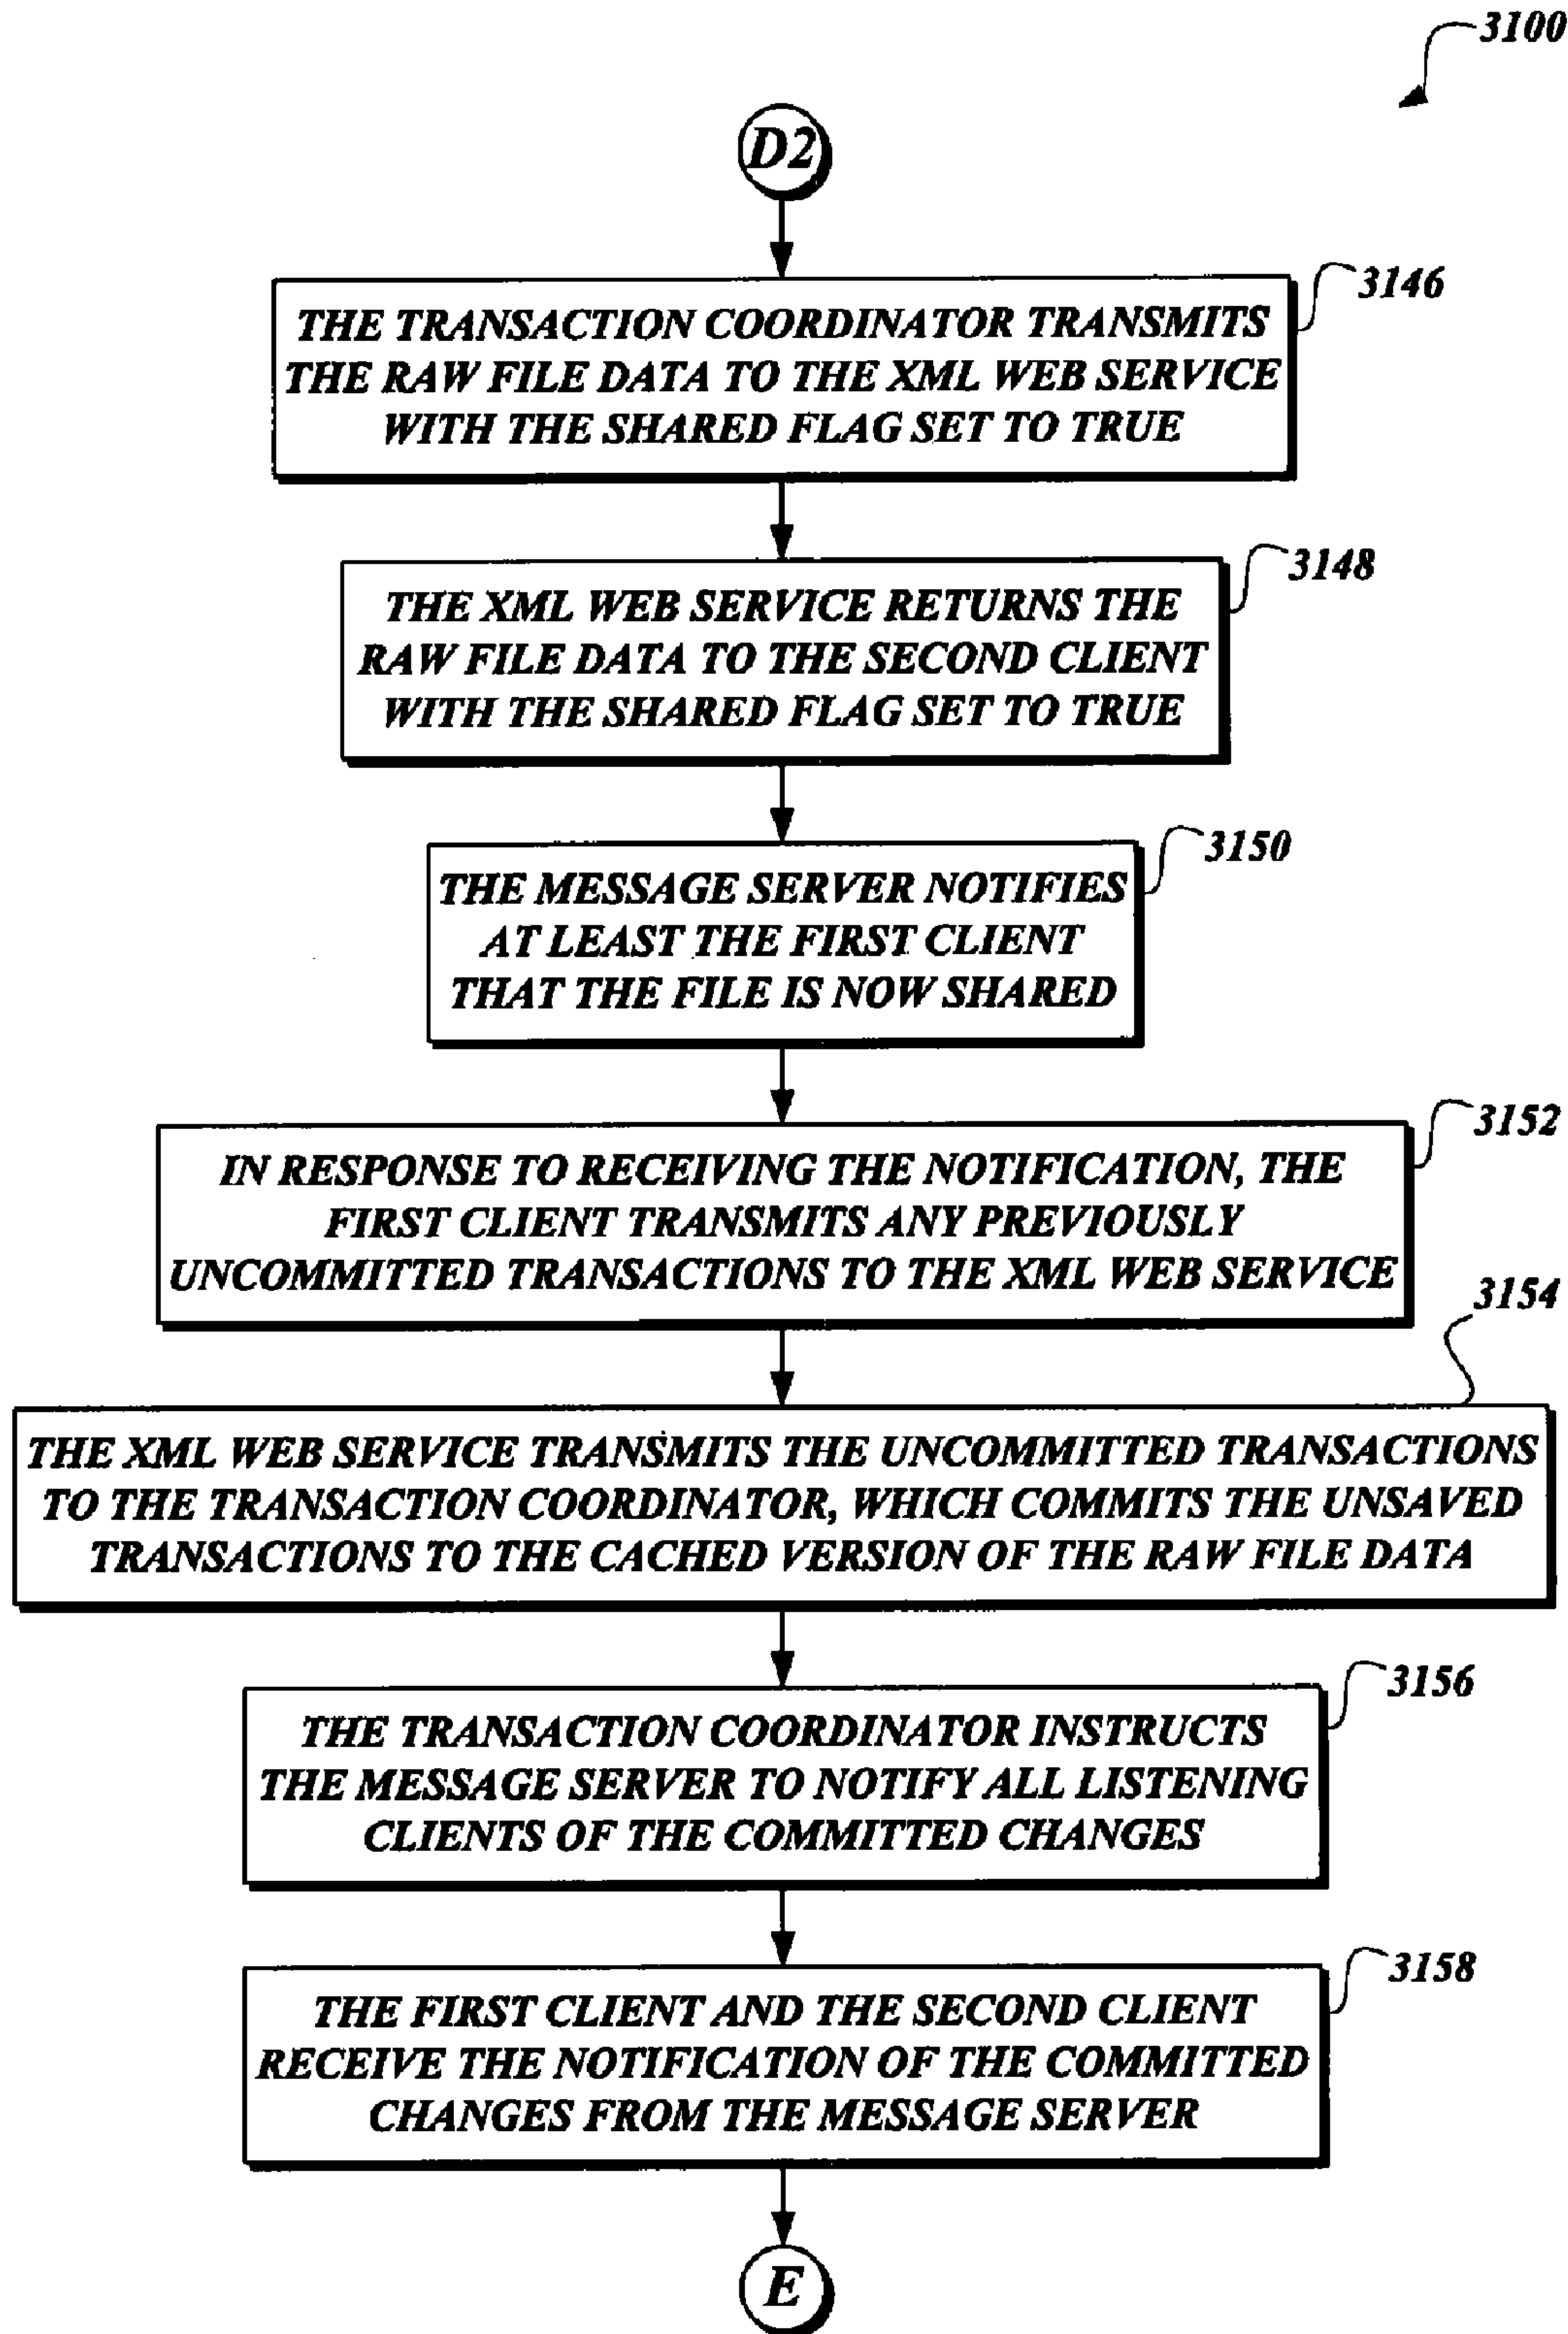 3100
D2
3146
THE TRANSACTION COORDINATOR TRANSMITS
THE RAW FILE DATA TO THE XML WEB SERVICE
WITH THE SHARED FLAG SET TO TRUE
3148
THE XML WEB SERVICE RETURNS THE
RAW FILE DATA TO THE SECOND CLIENT
WITH THE SHARED FLAG SET TO TRUE
3150
THE MESSAGE SERVER NOTIFIES
AT LEAST THE FIRST CLIENT
THAT THE FILE IS NOW SHARED
3152
IN RESPONSE TO RECEIVING THE NOTIFICATION, THE
FIRST CLIENT TRANSMITS ANY PREVIOUSLY
UNCOMMITTED TRANSACTIONS TO THE XML WEB SERVICE
3154
THE XML WEB SERVICE TRANSMITS THE UNCOMMITTED TRANSACTIONS
TO THE TRANSACTION COORDINATOR, WHICH COMMITS THE UNSAVED
TRANSACTIONS TO THE CACHED VERSION OF THE RAW FILE DATA
3156
THE TRANSACTION COORDINATOR INSTRUCTS
THE MESSAGE SERVER TO NOTIFY ALL LISTENING
CLIENTS OF THE COMMITTED CHANGES
3158
THE FIRST CLIENT AND THE SECOND CLIENT
RECEIVE THE NOTIFICATION OF THE COMMITTED
CHANGES FROM THE MESSAGE SERVER
E